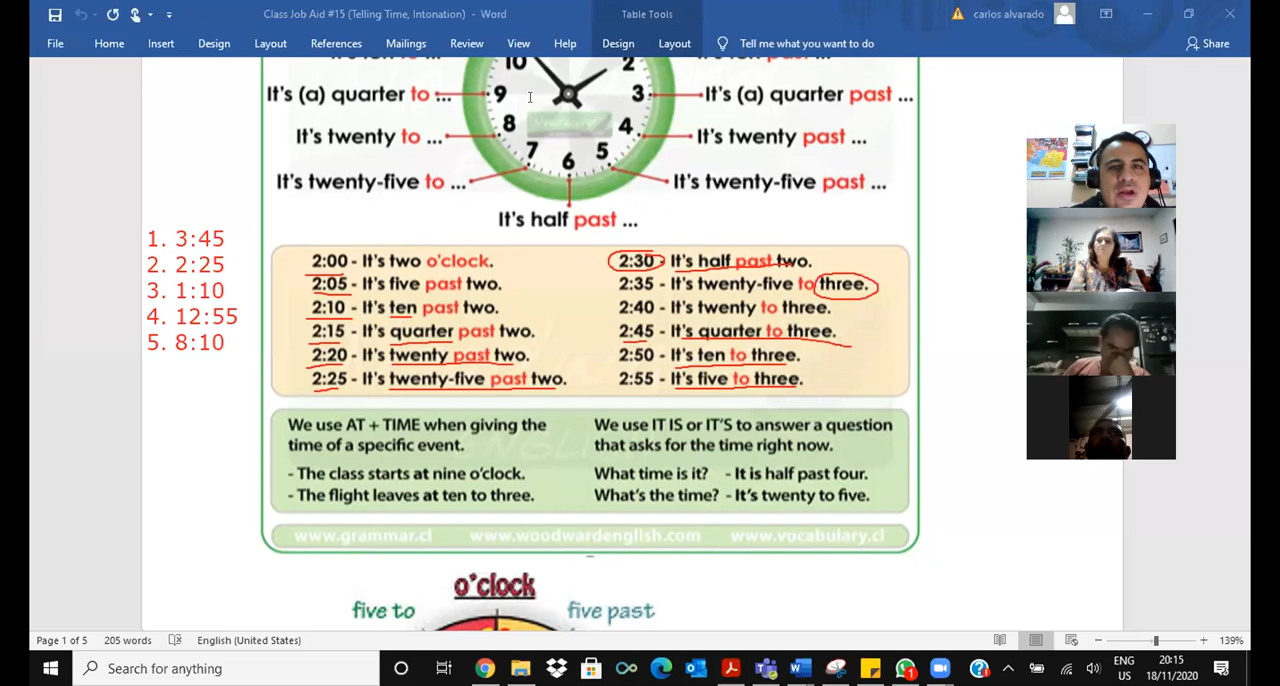 Class Job Aid #15 (Telling Time, Intonation) - Word
Table Tools
carlos alvarado
File Home Insert Design Layout References Mailings Review View Help Design Layout Tell me what you want to do Share
10 2
It's (a) quarter to ... 9 3 It's (a) quarter past ...
It's twenty to ... 8 4 It's twenty past ...
7 6 5
It's twenty-five to ... It's twenty-five past ...
It's half past ...
1. 3:45
2. 2:25
3. 1:10
4. 12:55
5. 8:10
2:00 - It's two o'clock.
2:05 - It's five past two.
2:10 - It's ten past two.
2:15 - It's quarter past two.
2:20 - It's twenty past two.
2:25 - It's twenty-five past two.
2:30 - It's half past two.
2:35 - It's twenty-five to three.
2:40 - It's twenty to three.
2:45 - It's quarter to three.
2:50 - It's ten to three.
2:55 - It's five to three.
We use AT + TIME when giving the
time of a specific event.
- The class starts at nine o'clock.
- The flight leaves at ten to three.
We use IT IS or IT'S to answer a question
that asks for the time right now.
What time is it? - It is half past four.
What's the time? - It's twenty to five.
www.grammar.cl www.woodwardenglish.com www.vocabulary.cl
o'clock
five to five past
Page 1 of 5 205 words English (United States) 139%
Search for anything
ENG
US
20:15
18/11/2020